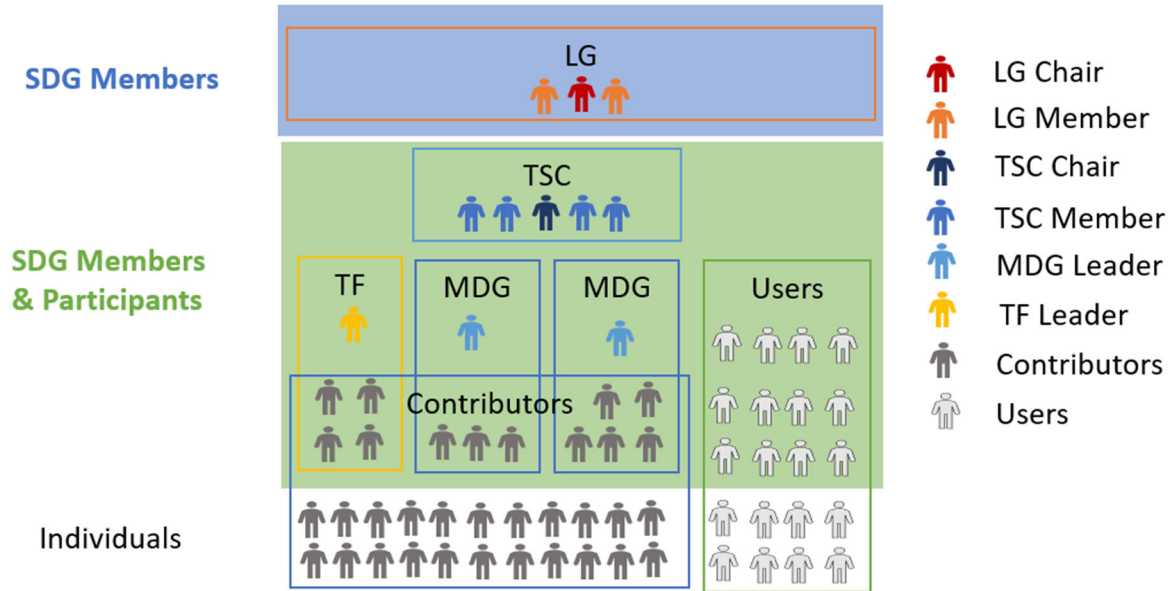 SDG Members
LG
SDG Members
& Participants
TSC
TF
MDG
MDG
Users
Contributors
Individuals
LG Chair
LG Member
TSC Chair
TSC Member
MDG Leader
TF Leader
Contributors
Users